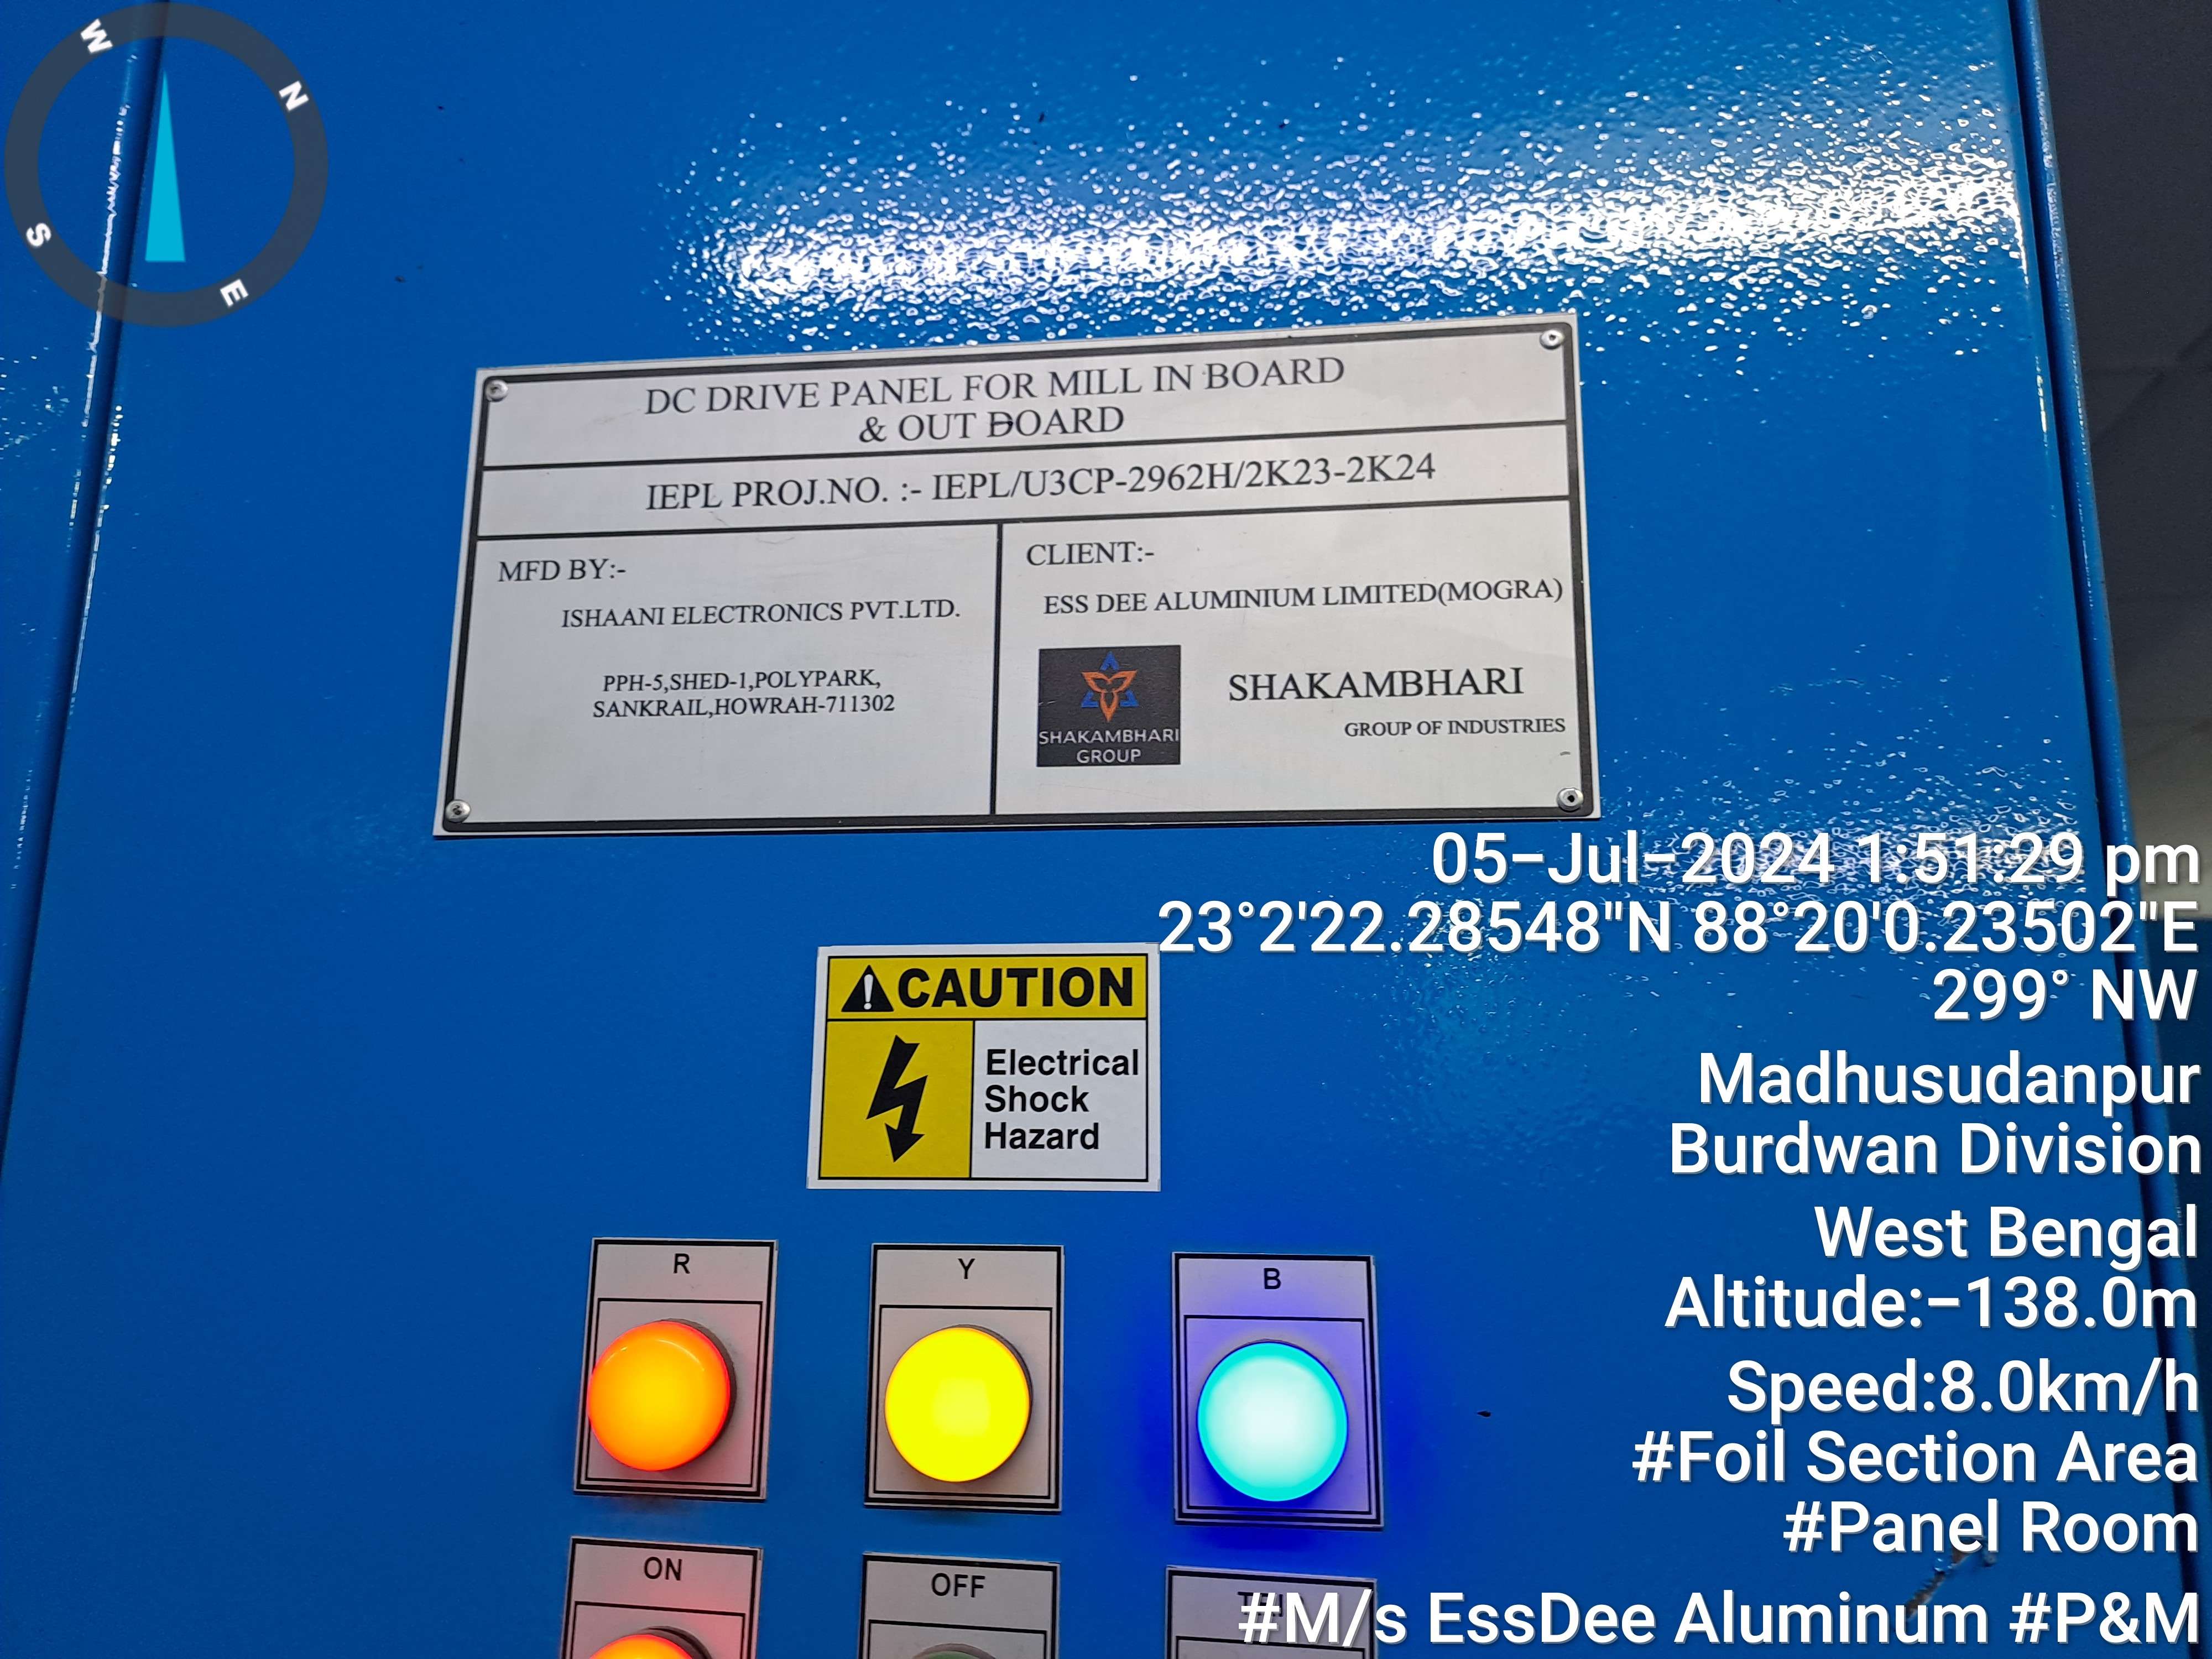 W
N
S
E
DC DRIVE PANEL FOR MILL IN BOARD
& OUT BOARD
IEPL PROJ.NO. :- IEPL/U3CP-2962H/2K23-2K24
MFD BY:-
ISHAANI ELECTRONICS PVT.LTD.
PPH-5,SHED-1,POLYPARK,
SANKRAIL,HOWRAH-711302
CLIENT:-
ESS DEE ALUMINIUM LIMITED(MOGRA)
SHAKAMBHARI
GROUP OF INDUSTRIES
SHAKAMBHARI
GROUP
05-Jul-2024 1:51:29 pm
23°2'22.28548"N 88°20'0.23502"E
299° NW
Madhusudanpur
Burdwan Division
West Bengal
Altitude:-138.0m
Speed:8.0km/h
#Foil Section Area
#Panel Room
#M/s EssDee Aluminum #P&M
CAUTION
Electrical
Shock
Hazard
R
Y
B
ON
OFF